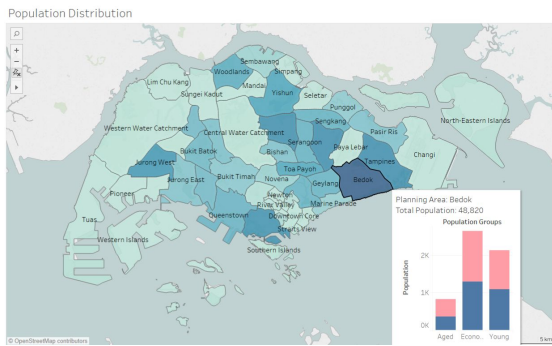 Population Distribution
Sembawang
Woodlands
Simpang
Lim Chu Kang
Mandai
Sungei Kadut
Yishun
Seletar
Punggol
North-Eastern Islands
Sengkang
Western Water Catchment
Central Water Catchment
Pasir Ris
Serangoon
Paya Lebar
Bukit Batok
Bishan
Changi
Jurong West
Tampines
Toa Payoh
Jurong East
Bukit Timah
Novena
Geylang
Bedok
Pioneer
Newton
River Valley
Marine Parade
Tuas
Queenstown
Downtown Core
Straits View
Western Islands
Southern Islands
Planning Area: Bedok
Total Population: 48,820
Population Groups
Population
2K
1K
0K
Aged
Econo..
Young
© OpenStreetMap contributors
5 km